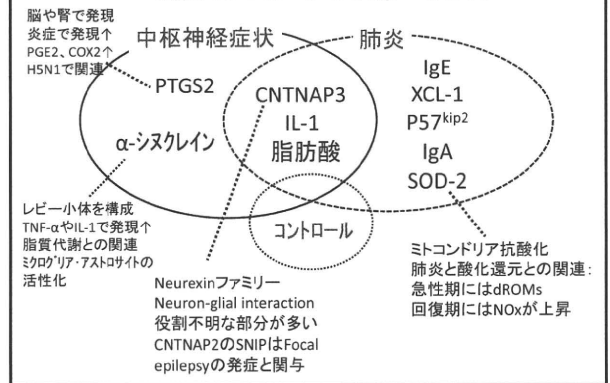 脳や腎で発現
炎症で発現↑
PGE2、COX2↑
H5N1で関連
中枢神経症状
肺炎
PTGS2
α-シヌクレイン
CNTNAP3
IL-1
脂肪酸
IgE
XCL-1
P57kip2
IgA
SOD-2
コントロール
レビー小体を構成
TNF-αやIL-1で発現↑
脂質代謝との関連
ミクログリア・アストロサイトの
活性化
Neurexinファミリー
Neuron-glial interaction
役割不明な部分が多い
CNTNAP2のSNIPはFocal
epilepsyの発症と関与
ミトコンドリア抗酸化
肺炎と酸化還元との関連:
急性期にはdROMs
回復期にはNOxが上昇